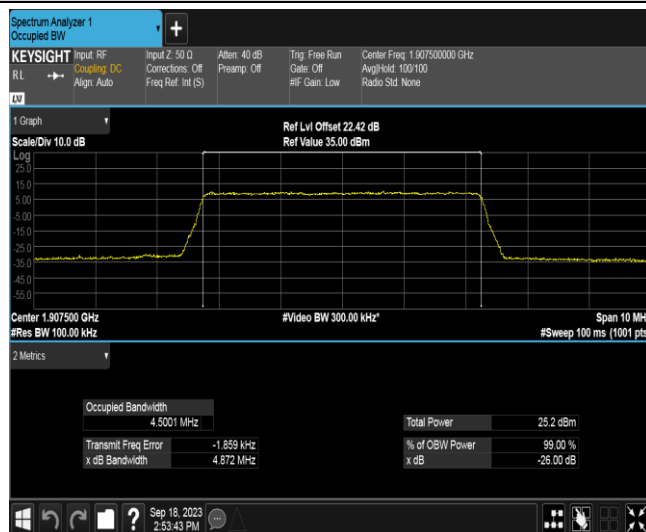 Spectrum Analyzer 1
Occupied BW
+
KEYSIGHT Input: RF Input Z: 50 Ω Atten: 40 dB Trig: Free Run Center Freq: 1.907500000 GHz
RL Coupling: DC Corrections: Off Preamp: Off Gate: Off Avg|Hold: 100/100
Align: Auto Freq Ref: Int (S) #IF Gain: Low Radio Std: None
LXI
1 Graph
Ref Lvl Offset 22.42 dB
Scale/Div 10.0 dB Ref Value 35.00 dBm
Log
25.0
15.0
5.00
-5.00
-15.0
-25.0
-35.0
-45.0
-55.0
Center 1.907500 GHz #Video BW 300.00 kHz* Span 10 MH
#Res BW 100.00 kHz #Sweep 100 ms (1001 pts
2 Metrics
Occupied Bandwidth
4.5001 MHz Total Power 25.2 dBm
Transmit Freq Error -1.859 kHz % of OBW Power 99.00 %
x dB Bandwidth 4.872 MHz x dB -26.00 dB
? Sep 18, 2023
2:53:43 PM